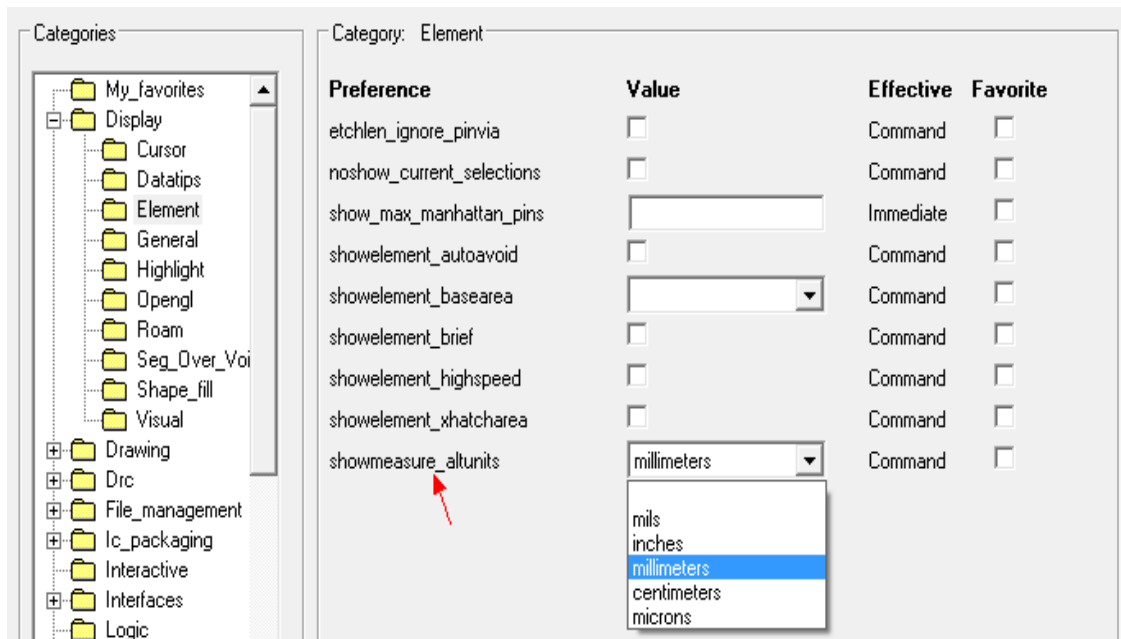 Categories
My_favorites
Display
Cursor
Datatips
Element
General
Highlight
Opengl
Roam
Seg_Over_Voi
Shape_fill
Visual
Drawing
Drc
File_management
Ic_packaging
Interactive
Interfaces
Logic
Category: Element
Preference Value Effective Favorite
etchlen_ignore_pinvia Command
noshow_current_selections Command
show_max_manhattan_pins Immediate
showelement_autoavoid Command
showelement_basearea Command
showelement_brief Command
showelement_highspeed Command
showelement_xhatcharea Command
showmeasure_altunits millimeters Command
mils
inches
millimeters
centimeters
microns